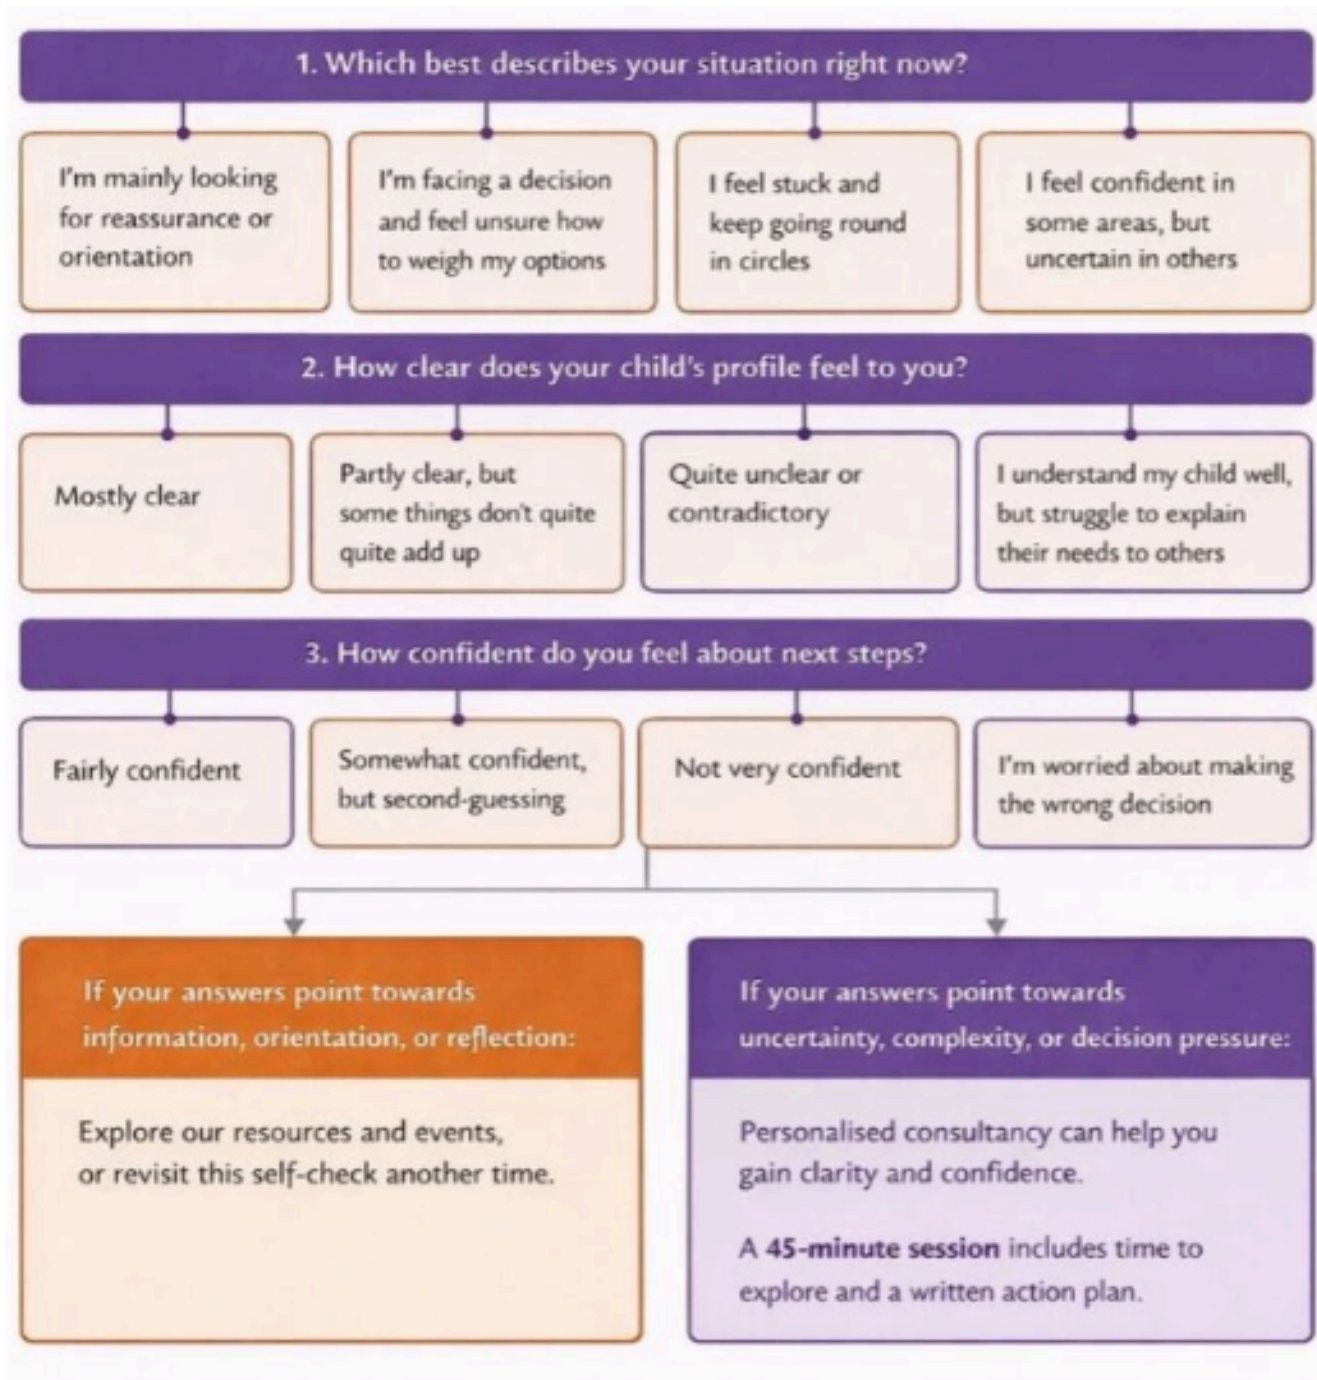 1. Which best describes your situation right now?
I'm mainly looking
for reassurance or
orientation
I'm facing a decision
and feel unsure how
to weigh my options
I feel stuck and
keep going round
in circles
I feel confident in
some areas, but
uncertain in others
2. How clear does your child's profile feel to you?
Mostly clear
Partly clear, but
some things don't quite
quite add up
Quite unclear or
contradictory
I understand my child well,
but struggle to explain
their needs to others
3. How confident do you feel about next steps?
Fairly confident
Somewhat confident,
but second-guessing
Not very confident
I'm worried about making
the wrong decision
If your answers point towards
information, orientation, or reflection:
Explore our resources and events,
or revisit this self-check another time.
If your answers point towards
uncertainty, complexity, or decision pressure:
Personalised consultancy can help you
gain clarity and confidence.
A 45-minute session includes time to
explore and a written action plan.